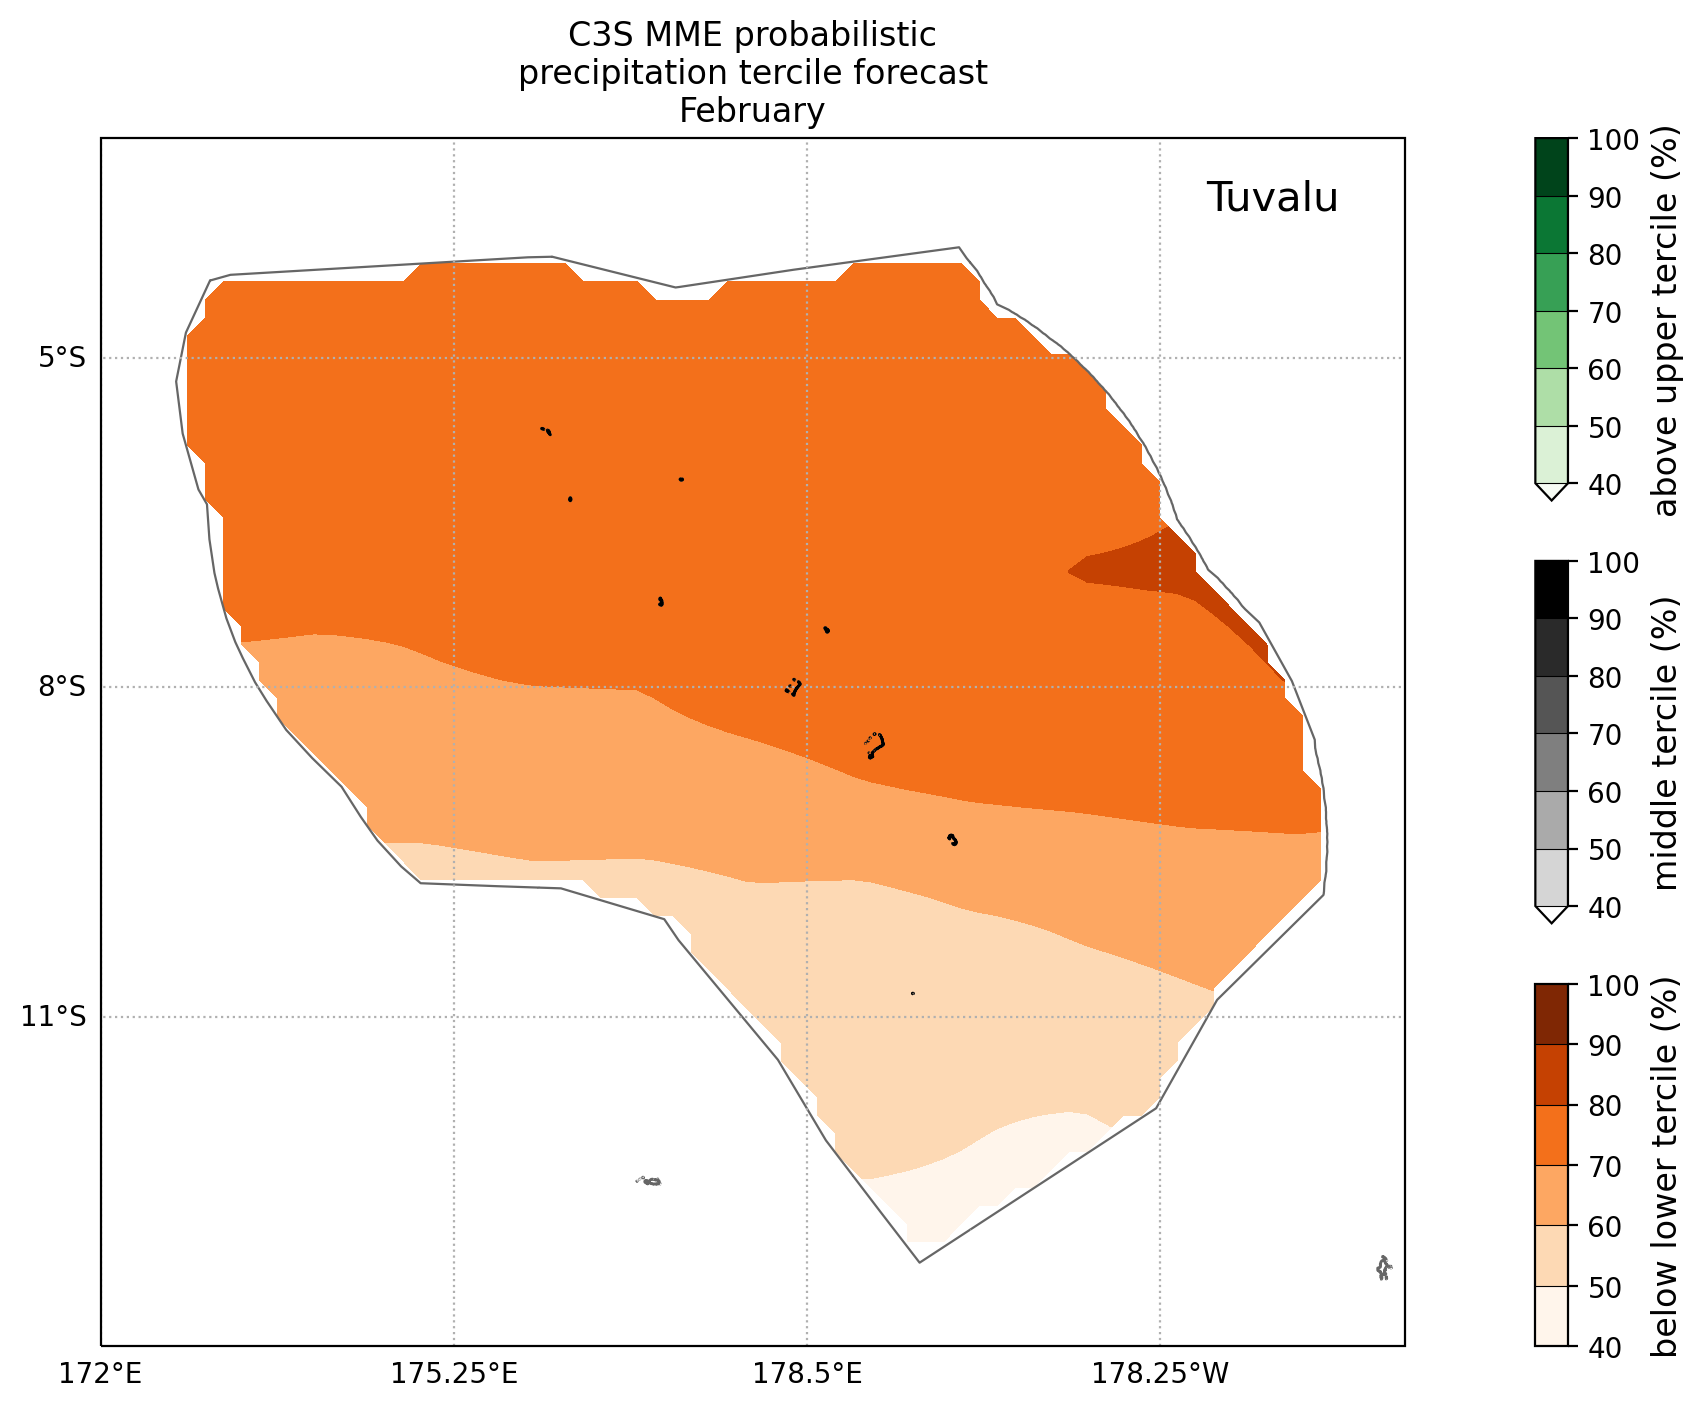 C3S MME probabilistic
precipitation tercile forecast
February
Tuvalu
5°S
8°S
11°S
172°E
175.25°E
178.5°E
178.25°W
100
90
80
70
60
50
40
above upper tercile (%)
100
90
80
70
60
50
40
middle tercile (%)
100
90
80
70
60
50
40
below lower tercile (%)